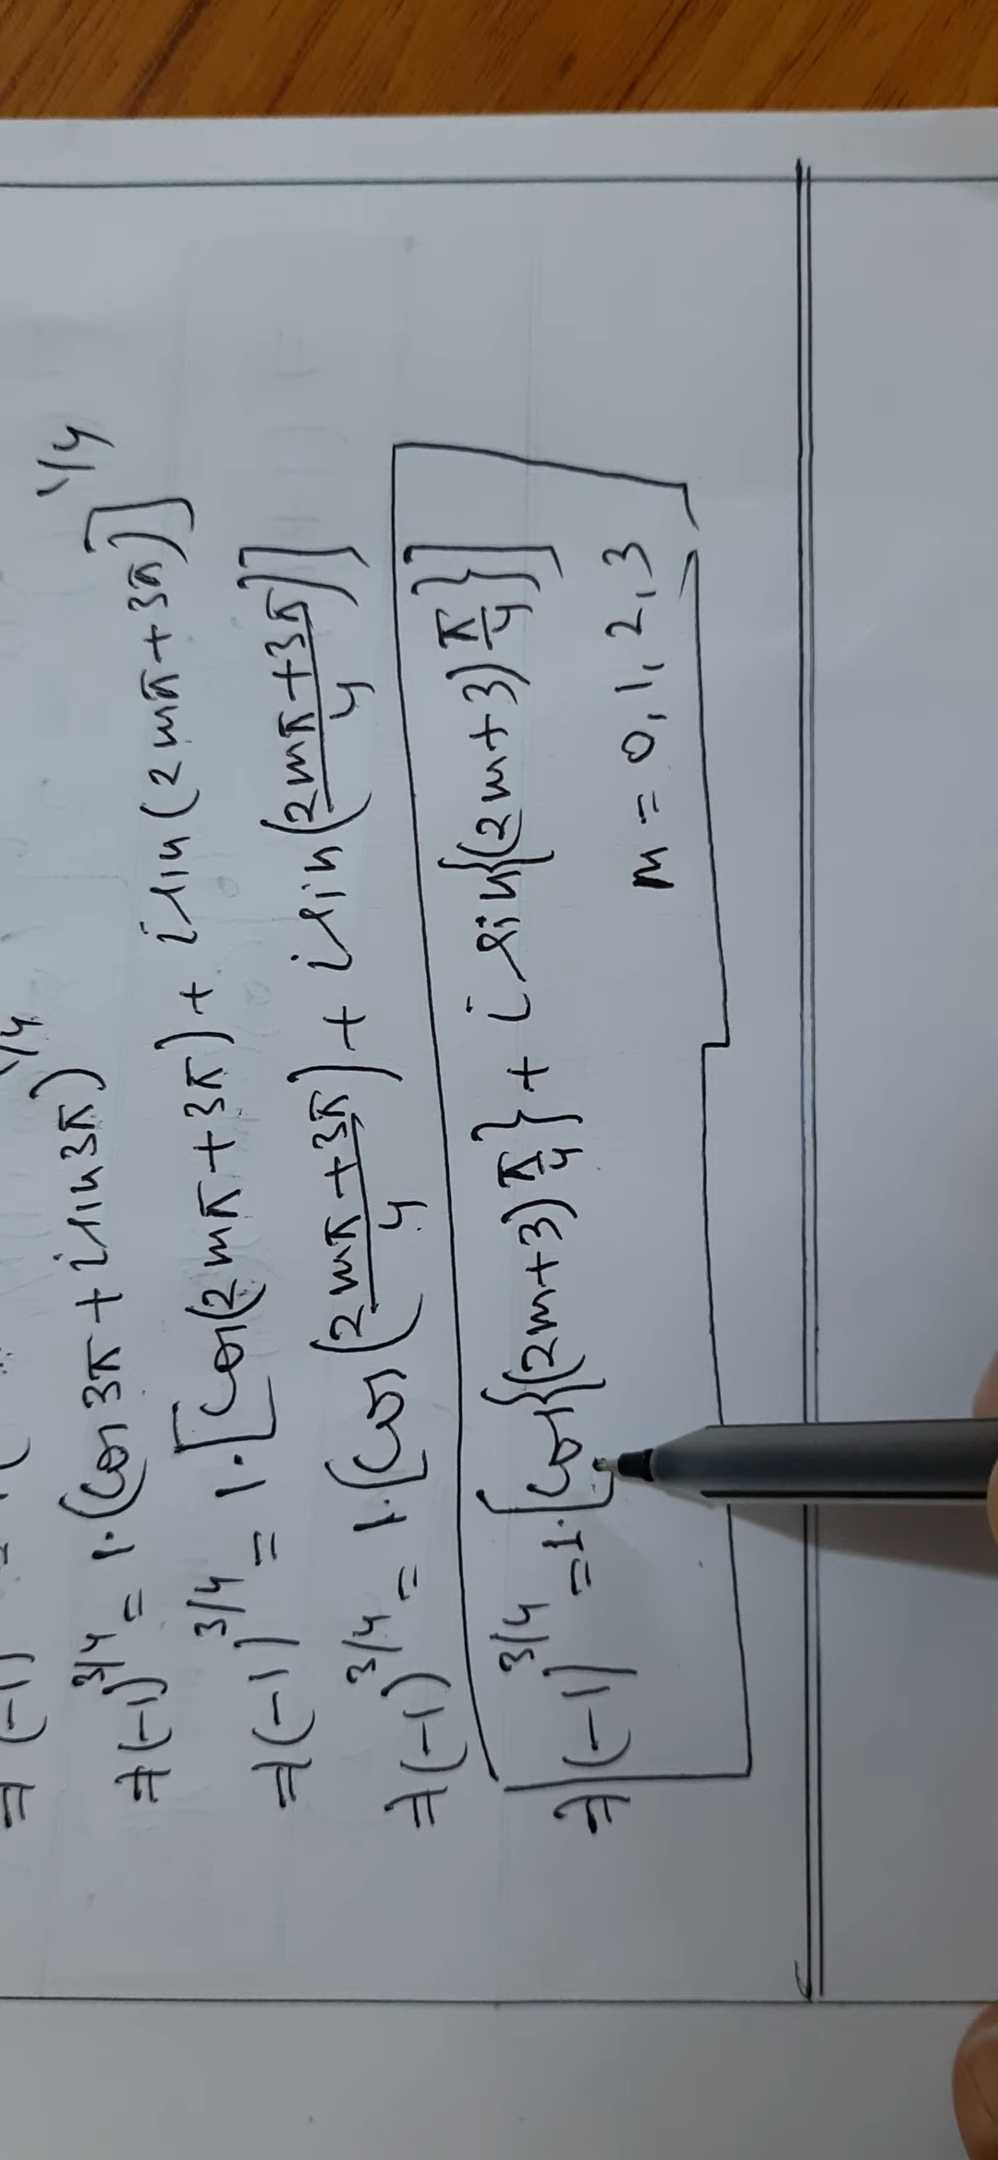 ⇒ (-1)
⇒ (-1)^{3/4} = 1·(cos 3π + i sin 3π)^{1/4}
⇒ (-1)^{3/4} = 1·[cos(2mπ + 3π) + i sin(2mπ + 3π)]^{1/4}
⇒ (-1)^{3/4} = 1·[cos((2mπ + 3π)/4) + i sin((2mπ + 3π)/4)]
⇒ (-1)^{3/4} = 1·[cos{(2m+3)π/4} + i sin{(2m+3)π/4}]
m = 0, 1, 2, 3